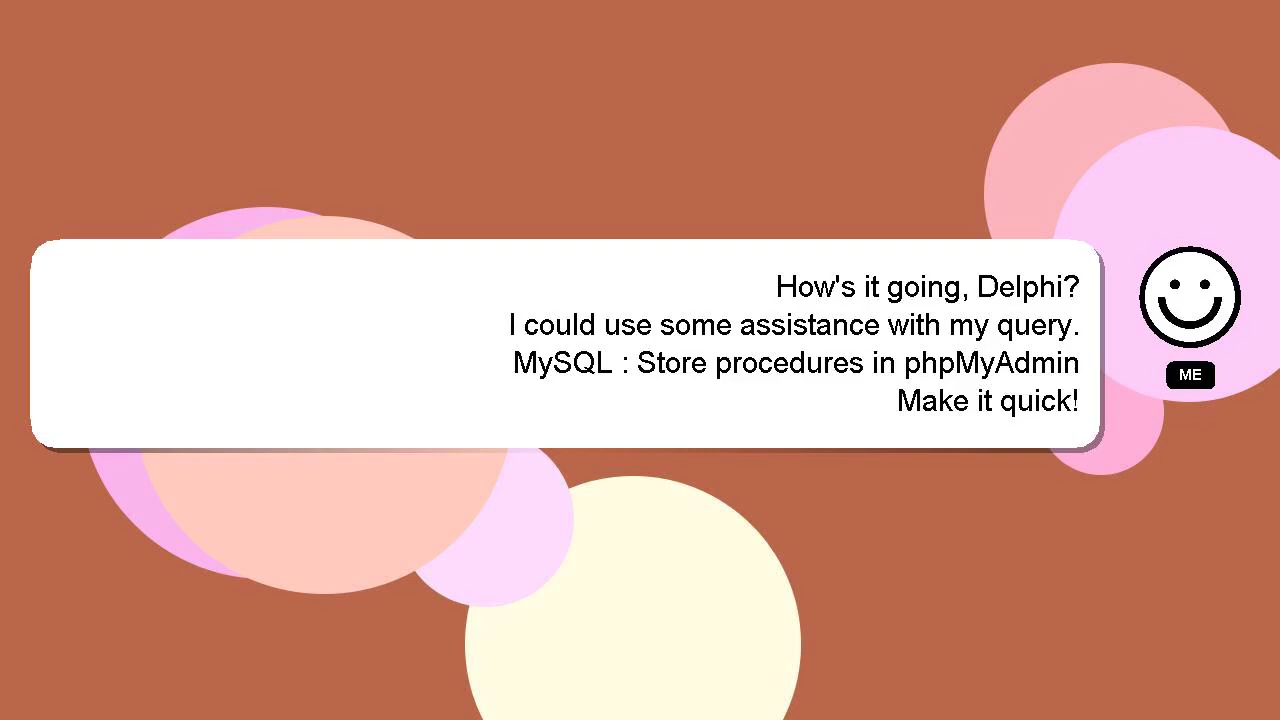 How's it going, Delphi?
I could use some assistance with my query.
MySQL : Store procedures in phpMyAdmin
Make it quick!
ME